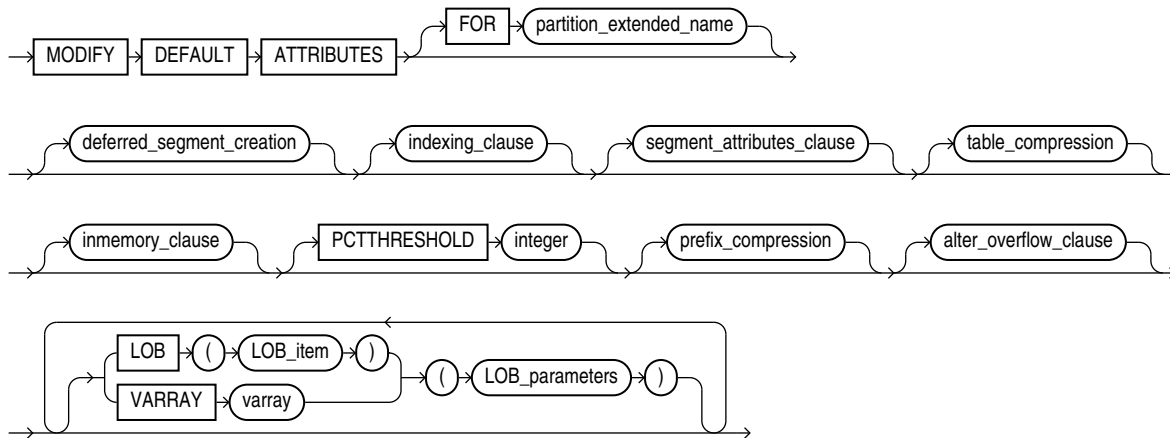 FOR partition_extended_name
MODIFY DEFAULT ATTRIBUTES
deferred_segment_creation indexing_clause segment_attributes_clause table_compression
inmemory_clause PCTTHRESHOLD integer prefix_compression alter_overflow_clause
LOB ( LOB_item )
( LOB_parameters )
VARRAY varray